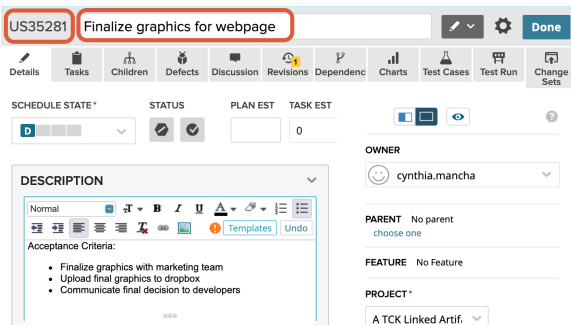 US35281 Finalize graphics for webpage Done
Details Tasks Children Defects Discussion Revisions 1 Dependenc Charts Test Cases Test Run Change Sets
SCHEDULE STATE * STATUS PLAN EST TASK EST
D 0
OWNER
cynthia.mancha
DESCRIPTION
Normal T B I U A
Templates Undo
PARENT No parent
choose one
Acceptance Criteria:
Finalize graphics with marketing team
Upload final graphics to dropbox
Communicate final decision to developers
FEATURE No Feature
PROJECT *
A TCK Linked Artif